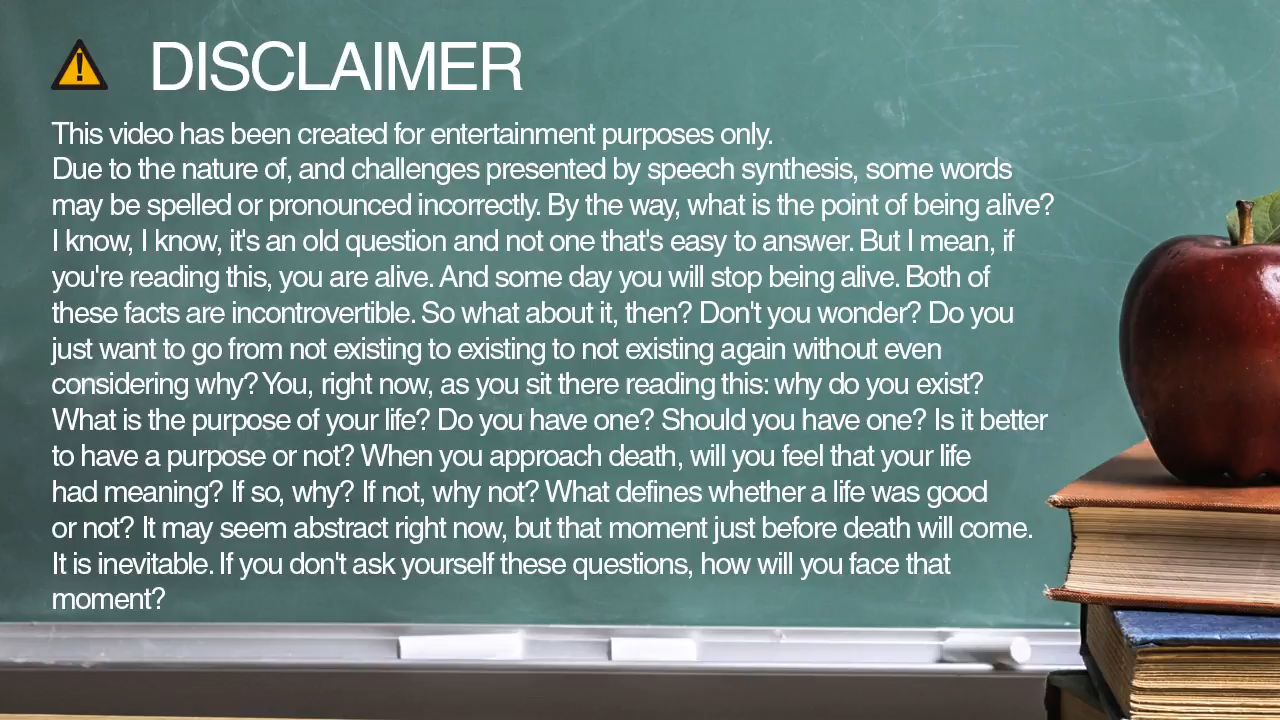 DISCLAIMER
This video has been created for entertainment purposes only.
Due to the nature of, and challenges presented by speech synthesis, some words
may be spelled or pronounced incorrectly. By the way, what is the point of being alive?
I know, I know, it's an old question and not one that's easy to answer. But I mean, if
you're reading this, you are alive. And some day you will stop being alive. Both of
these facts are incontrovertible. So what about it, then? Don't you wonder? Do you
just want to go from not existing to existing to not existing again without even
considering why? You, right now, as you sit there reading this: why do you exist?
What is the purpose of your life? Do you have one? Should you have one? Is it better
to have a purpose or not? When you approach death, will you feel that your life
had meaning? If so, why? If not, why not? What defines whether a life was good
or not? It may seem abstract right now, but that moment just before death will come.
It is inevitable. If you don't ask yourself these questions, how will you face that
moment?